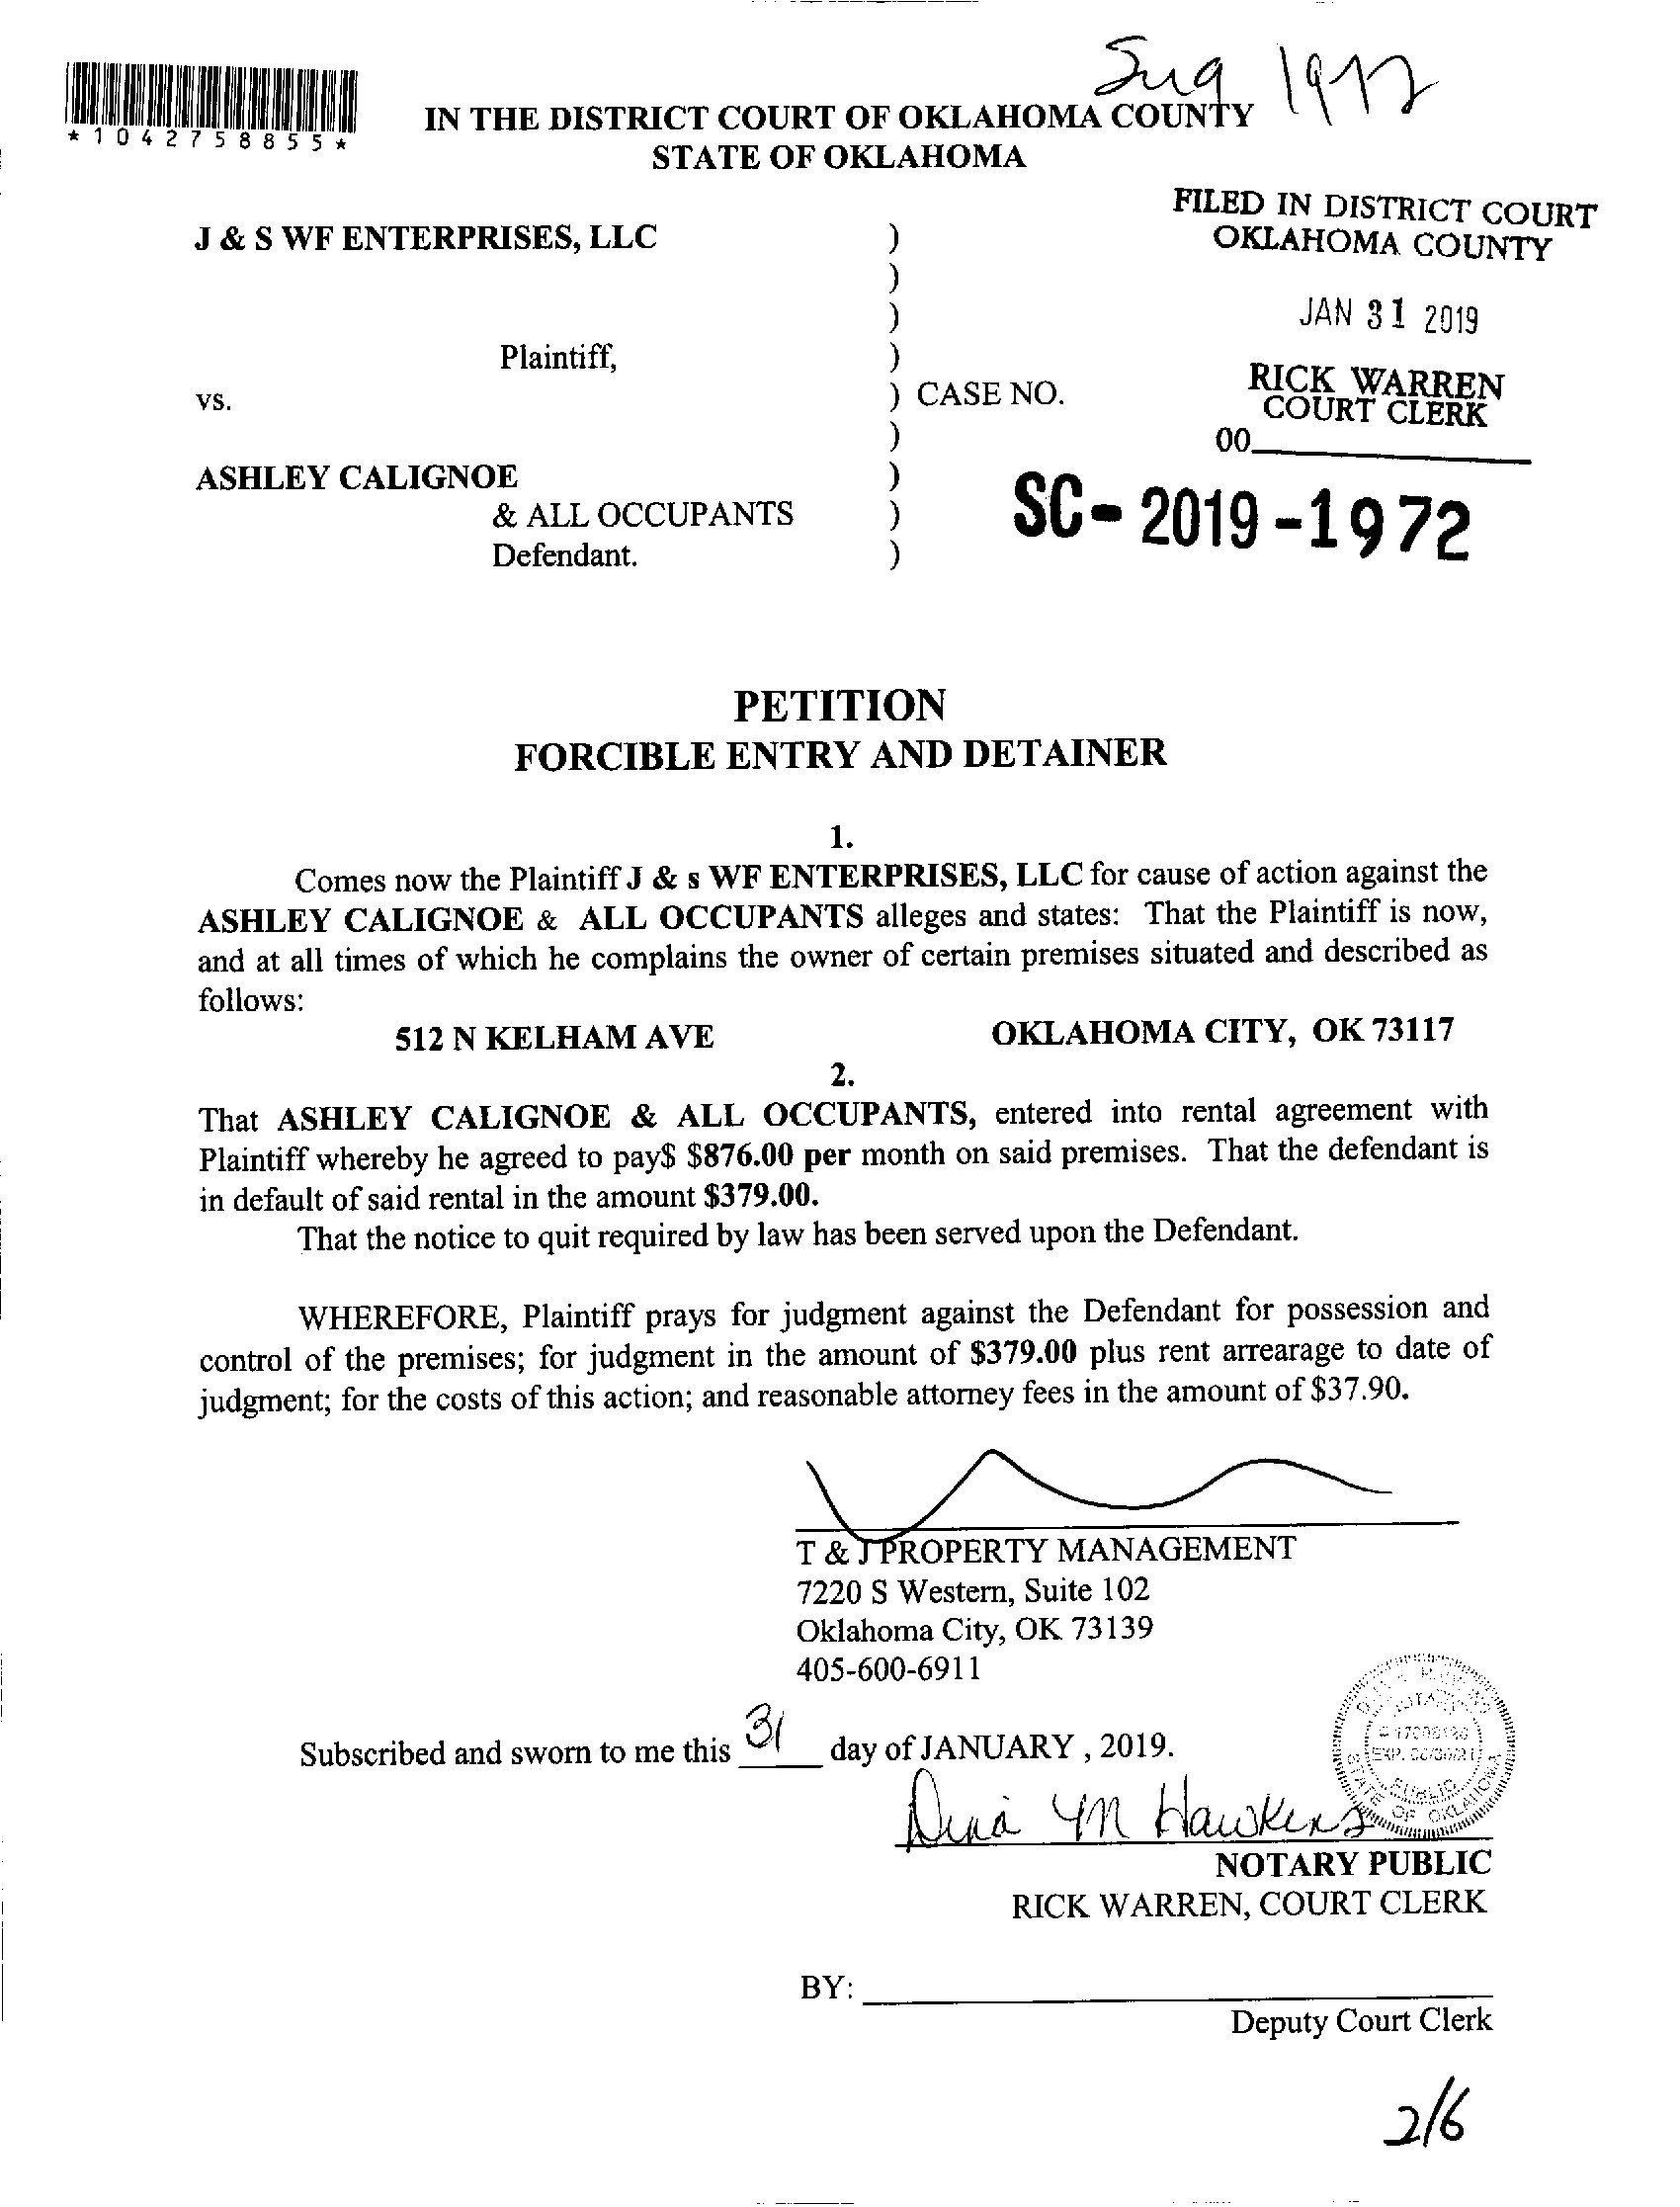 Sug 1972
*1042758855*
IN THE DISTRICT COURT OF OKLAHOMA COUNTY
STATE OF OKLAHOMA
FILED IN DISTRICT COURT
OKLAHOMA COUNTY
JAN 31 2019
RICK WARREN
COURT CLERK
00
J & S WF ENTERPRISES, LLC )
)
)
Plaintiff, )
vs. ) CASE NO.
)
ASHLEY CALIGNOE )
& ALL OCCUPANTS )
Defendant. )
SC-2019-1972
PETITION
FORCIBLE ENTRY AND DETAINER
1.
Comes now the Plaintiff J & s WF ENTERPRISES, LLC for cause of action against the
ASHLEY CALIGNOE & ALL OCCUPANTS alleges and states: That the Plaintiff is now,
and at all times of which he complains the owner of certain premises situated and described as
follows:
512 N KELHAM AVE OKLAHOMA CITY, OK 73117
2.
That ASHLEY CALIGNOE & ALL OCCUPANTS, entered into rental agreement with
Plaintiff whereby he agreed to pay$ $876.00 per month on said premises. That the defendant is
in default of said rental in the amount $379.00.
That the notice to quit required by law has been served upon the Defendant.
WHEREFORE, Plaintiff prays for judgment against the Defendant for possession and
control of the premises; for judgment in the amount of $379.00 plus rent arrearage to date of
judgment; for the costs of this action; and reasonable attorney fees in the amount of $37.90.
T & J PROPERTY MANAGEMENT
7220 S Western, Suite 102
Oklahoma City, OK 73139
405-600-6911
Subscribed and sworn to me this 31 day of JANUARY , 2019.
Hawkins
PUBLIC
STATE OF OKLAHOMA
NOTARY PUBLIC
RICK WARREN, COURT CLERK
BY:
Deputy Court Clerk
2/6